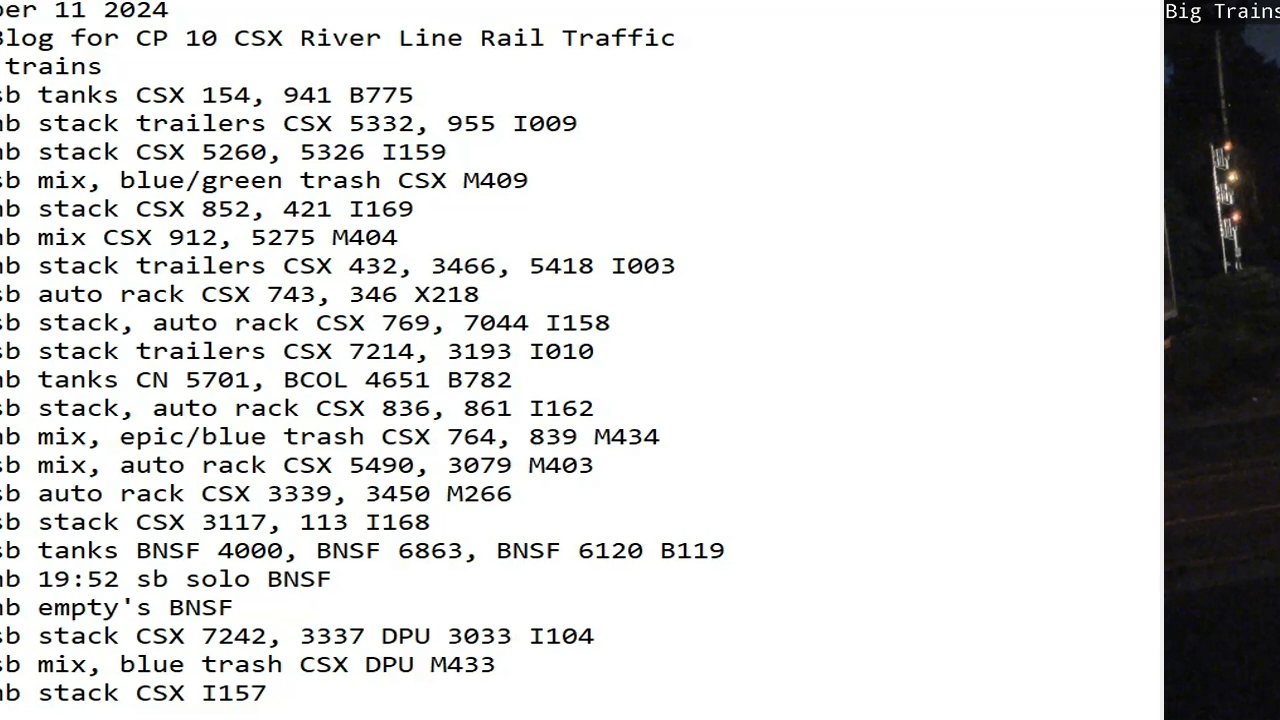 ber 11 2024
Blog for CP 10 CSX River Line Rail Traffic
trains
sb tanks CSX 154, 941 B775
nb stack trailers CSX 5332, 955 I009
nb stack CSX 5260, 5326 I159
sb mix, blue/green trash CSX M409
nb stack CSX 852, 421 I169
nb mix CSX 912, 5275 M404
nb stack trailers CSX 432, 3466, 5418 I003
sb auto rack CSX 743, 346 X218
sb stack, auto rack CSX 769, 7044 I158
sb stack trailers CSX 7214, 3193 I010
nb tanks CN 5701, BCOL 4651 B782
sb stack, auto rack CSX 836, 861 I162
nb mix, epic/blue trash CSX 764, 839 M434
sb mix, auto rack CSX 5490, 3079 M403
sb auto rack CSX 3339, 3450 M266
sb stack CSX 3117, 113 I168
sb tanks BNSF 4000, BNSF 6863, BNSF 6120 B119
nb 19:52 sb solo BNSF
nb empty's BNSF
sb stack CSX 7242, 3337 DPU 3033 I104
sb mix, blue trash CSX DPU M433
nb stack CSX I157
Big Trains